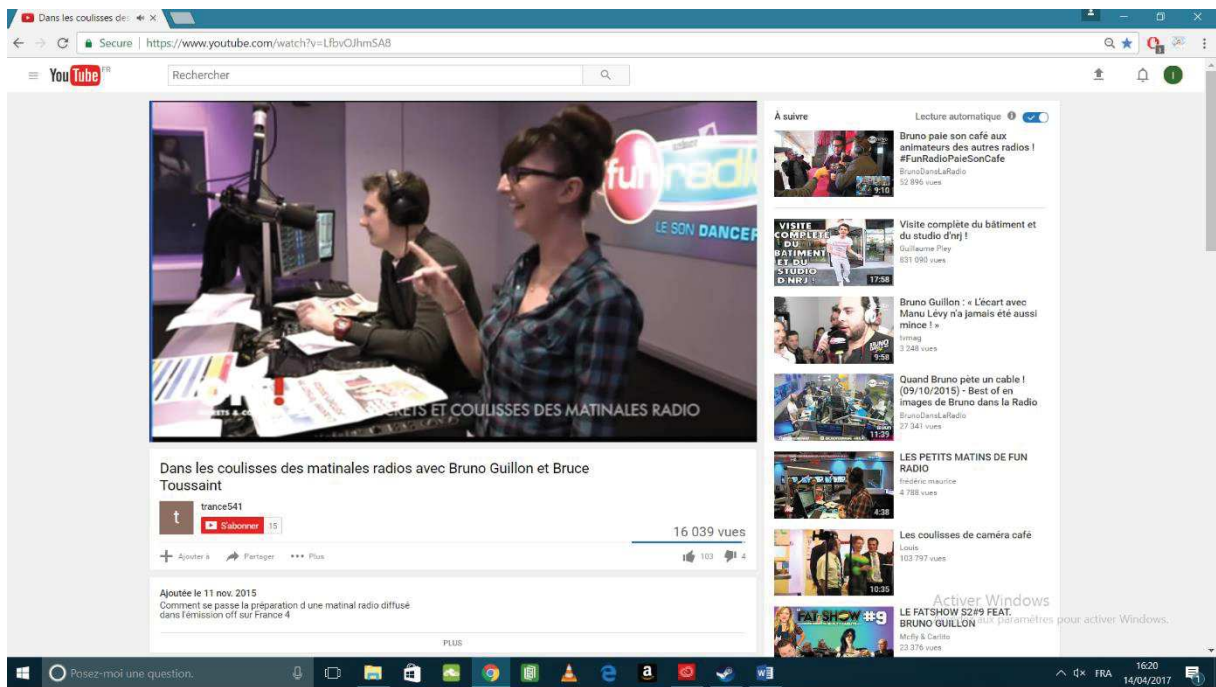 Dans les coulisses de
Secure | https://www.youtube.com/watch?v=LfbvOJhmSA8
YouTube FR
Rechercher
fun radio
LE SON DANCE
CRETS ET COULISSES DES MATINALES RADIO
Dans les coulisses des matinales radios avec Bruno Guillon et Bruce
Toussaint
t
trance541
S'abonner 15
16 039 vues
Ajouter à Partager ••• Plus
103 4
Ajoutée le 11 nov. 2015
Comment se passe la préparation d une matinal radio diffusé
dans l'émission off sur France 4
PLUS
À suivre
Lecture automatique
Bruno paie son café aux
animateurs des autres radios !
#FunRadioPaieSonCafe
BrunoDansLaRadio
52 896 vues
9:10
VISITE
COMPLETE
DU
BATIMENT
ET DU
STUDIO
D NRJ !
17:58
Visite complète du bâtiment et
du studio d'nrj !
Guillaume Pley
631 090 vues
Bruno Guillon : « L'écart avec
Manu Lévy n'a jamais été aussi
mince ! »
tvmag
3 248 vues
9:58
Quand Bruno pète un cable !
(09/10/2015) - Best of en
images de Bruno dans la Radio
BrunoDansLaRadio
27 341 vues
11:39
LES PETITS MATINS DE FUN
RADIO
frédéric maurice
4 788 vues
4:38
Les coulisses de caméra café
Louis
103 797 vues
10:35
FAT SHOW #9
LE FATSHOW S2#9 FEAT.
BRUNO GUILLON
Mcfly & Carlito
23 376 vues
Activer Windows
aux paramètres pour activer Windows.
Posez-moi une question.
FRA
16:20
14/04/2017